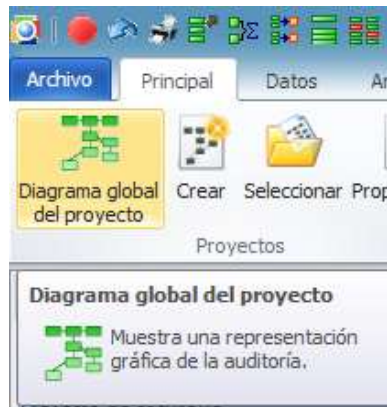 Archivo Principal Datos
Diagrama global del proyecto Crear Seleccionar
Proyectos
Diagrama global del proyecto
Muestra una representación
gráfica de la auditoría.